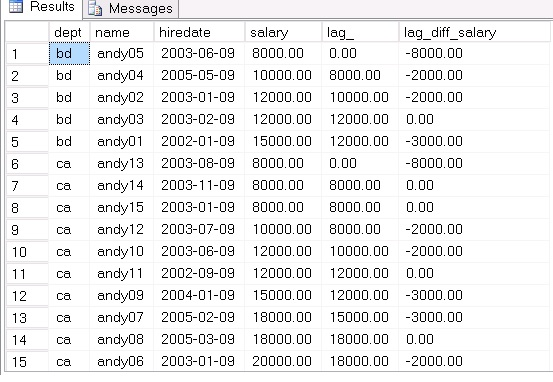 Results Messages
dept name hiredate salary lag_ lag_diff_salary
1 bd andy05 2003-06-09 8000.00 0.00 -8000.00
2 bd andy04 2005-05-09 10000.00 8000.00 -2000.00
3 bd andy02 2003-01-09 12000.00 10000.00 -2000.00
4 bd andy03 2003-02-09 12000.00 12000.00 0.00
5 bd andy01 2002-01-09 15000.00 12000.00 -3000.00
6 ca andy13 2003-08-09 8000.00 0.00 -8000.00
7 ca andy14 2003-11-09 8000.00 8000.00 0.00
8 ca andy15 2003-01-09 8000.00 8000.00 0.00
9 ca andy12 2003-07-09 10000.00 8000.00 -2000.00
10 ca andy10 2003-06-09 12000.00 10000.00 -2000.00
11 ca andy11 2002-09-09 12000.00 12000.00 0.00
12 ca andy09 2004-01-09 15000.00 12000.00 -3000.00
13 ca andy07 2005-02-09 18000.00 15000.00 -3000.00
14 ca andy08 2005-03-09 18000.00 18000.00 0.00
15 ca andy06 2003-01-09 20000.00 18000.00 -2000.00